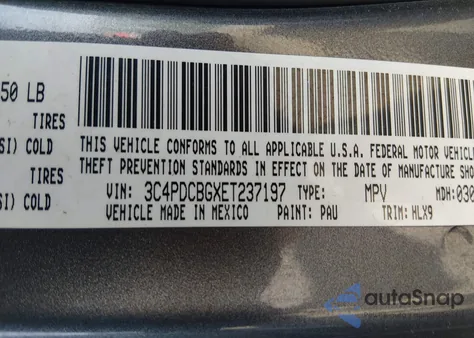 50 LB
TIRES
SI) COLD
THIS VEHICLE CONFORMS TO ALL APPLICABLE U.S.A. FEDERAL MOTOR VEHICLE
THEFT PREVENTION STANDARDS IN EFFECT ON THE DATE OF MANUFACTURE SHO
TIRES
VIN: 3C4PDCBGXET237197 TYPE: MPV MDH: 030
SI) COLD
VEHICLE MADE IN MEXICO PAINT: PAU TRIM: HLX9
autoSnap